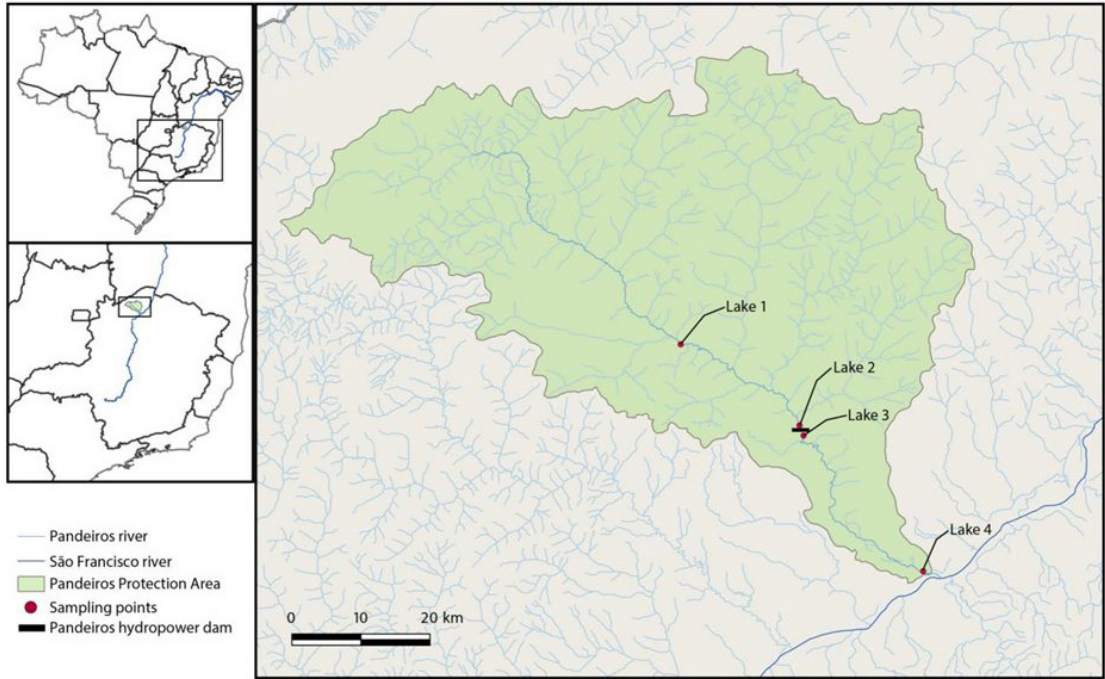 Lake 1
Lake 2
Lake 3
Lake 4
Pandeiros river
São Francisco river
Pandeiros Protection Area
Sampling points
Pandeiros hydropower dam
0 10 20 km